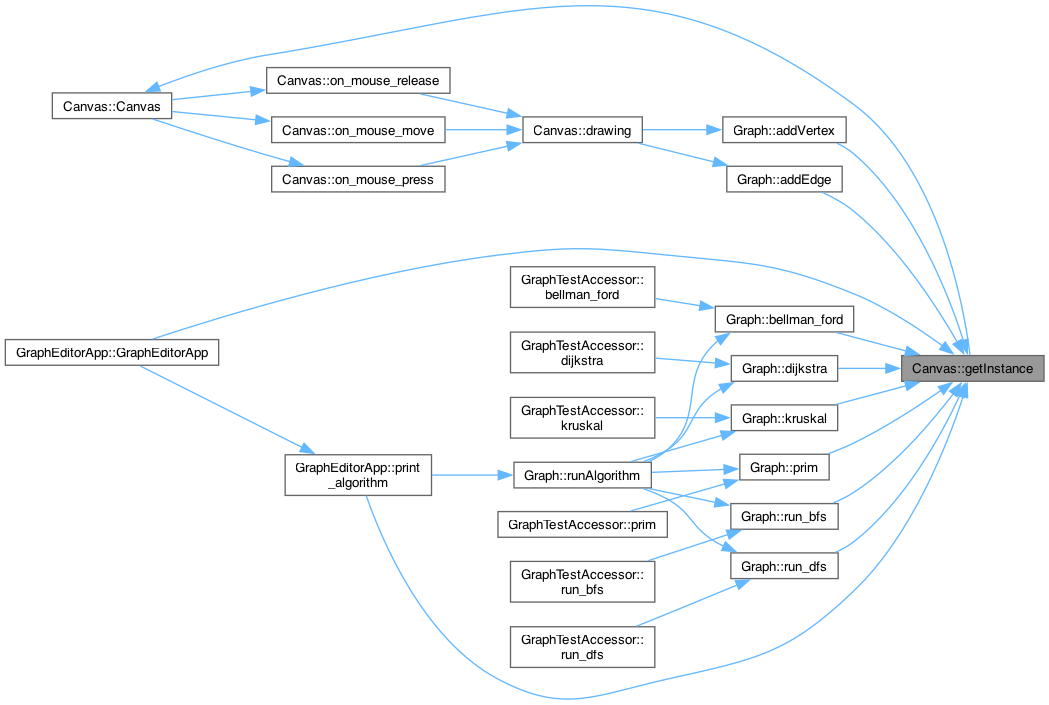 Canvas::on_mouse_release
Canvas::Canvas
Canvas::on_mouse_move
Canvas::drawing
Graph::addVertex
Canvas::on_mouse_press
Graph::addEdge
GraphTestAccessor::
bellman_ford
Graph::bellman_ford
GraphEditorApp::GraphEditorApp
GraphTestAccessor::
dijkstra
Graph::dijkstra
Canvas::getInstance
GraphTestAccessor::
kruskal
Graph::kruskal
GraphEditorApp::print
_algorithm
Graph::runAlgorithm
Graph::prim
GraphTestAccessor::prim
Graph::run_bfs
GraphTestAccessor::
run_bfs
Graph::run_dfs
GraphTestAccessor::
run_dfs